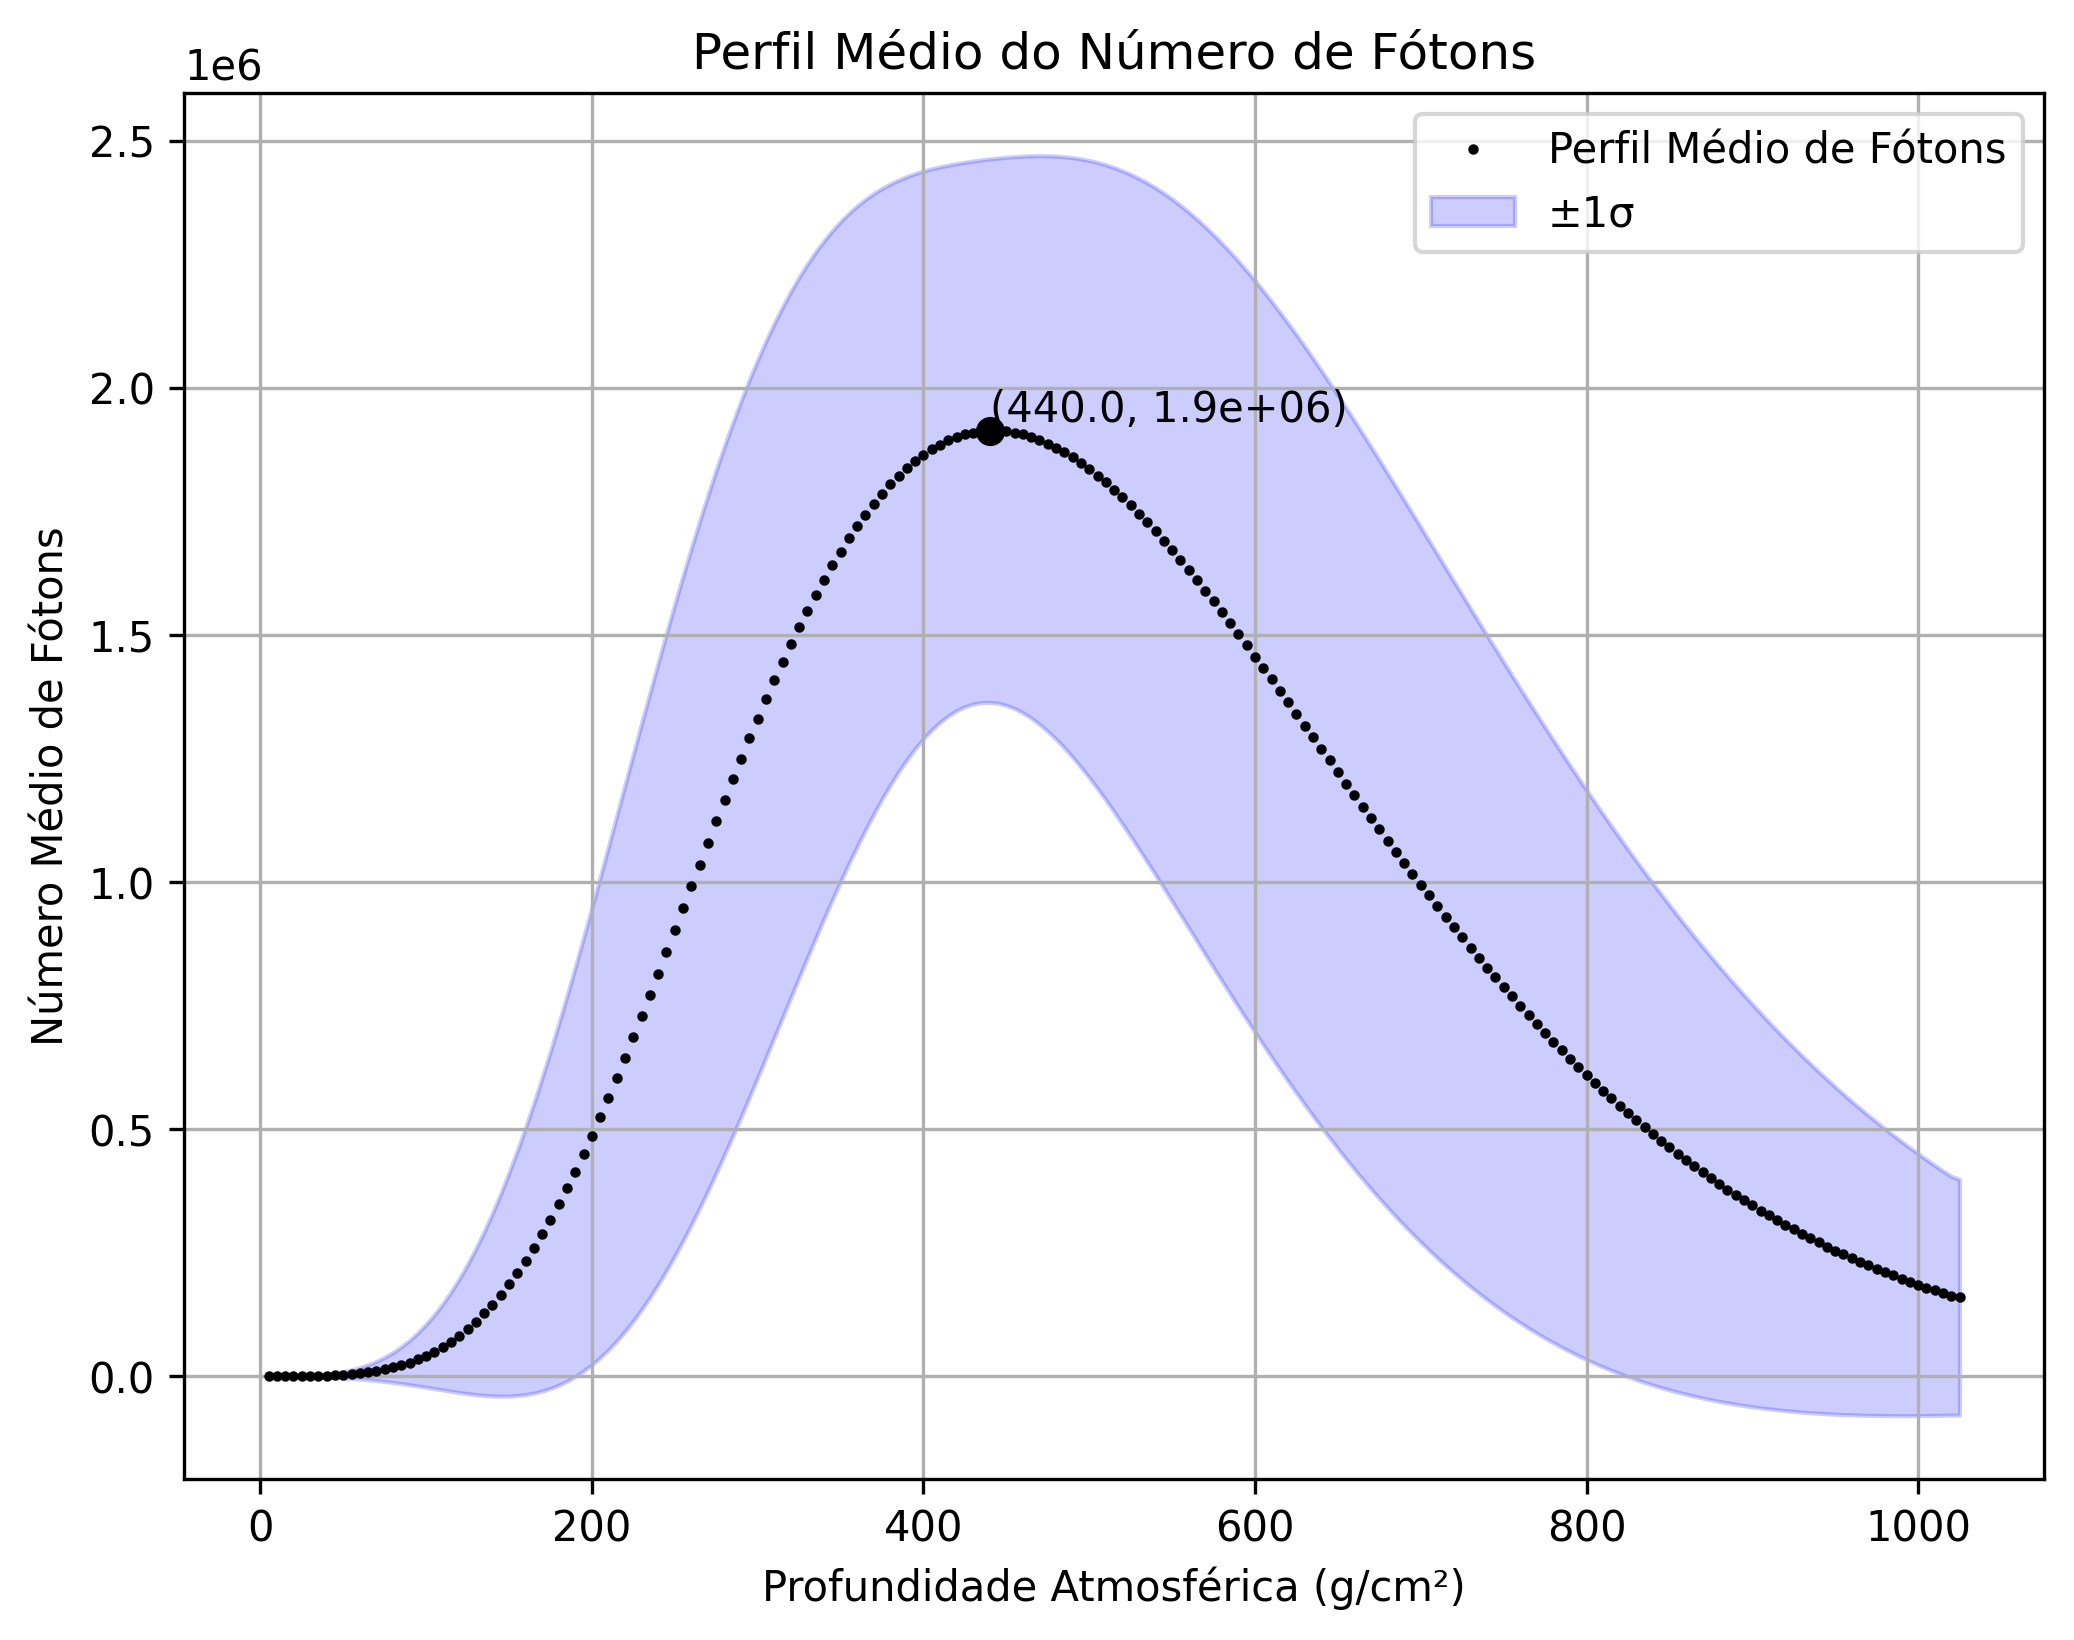 Perfil Médio do Número de Fótons
1e6
Perfil Médio de Fótons
±1σ
2.5
2.0
1.5
1.0
0.5
0.0
(440.0, 1.9e+06)
Número Médio de Fótons
0 200 400 600 800 1000
Profundidade Atmosférica (g/cm²)